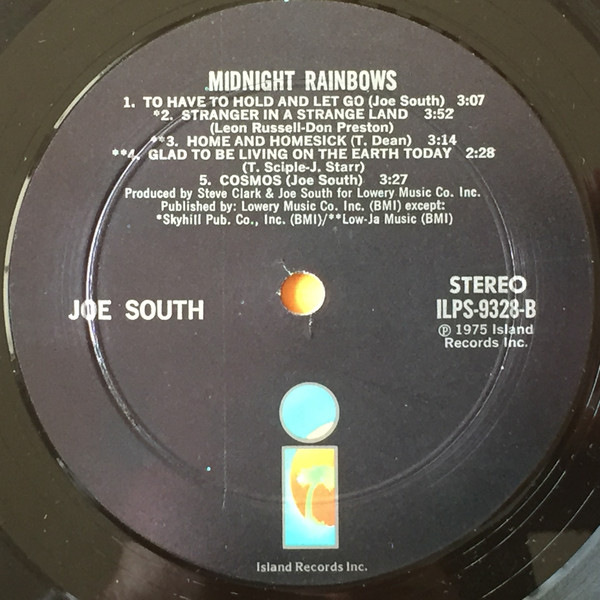 MIDNIGHT RAINBOWS
1. TO HAVE TO HOLD AND LET GO (Joe South) 3:07
*2. STRANGER IN A STRANGE LAND 3:52
(Leon Russell-Don Preston)
**3. HOME AND HOMESICK (T. Dean) 3:14
**4. GLAD TO BE LIVING ON THE EARTH TODAY 2:28
(T. Sciple-J. Starr)
5. COSMOS (Joe South) 3:27
Produced by Steve Clark & Joe South for Lowery Music Co. Inc.
Published by: Lowery Music Co. Inc. (BMI) except:
*Skyhill Pub. Co., Inc. (BMI)/**Low-Ja Music (BMI)
JOE SOUTH
STEREO
ILPS-9328-B
℗ 1975 Island
Records Inc.
i
Island Records Inc.